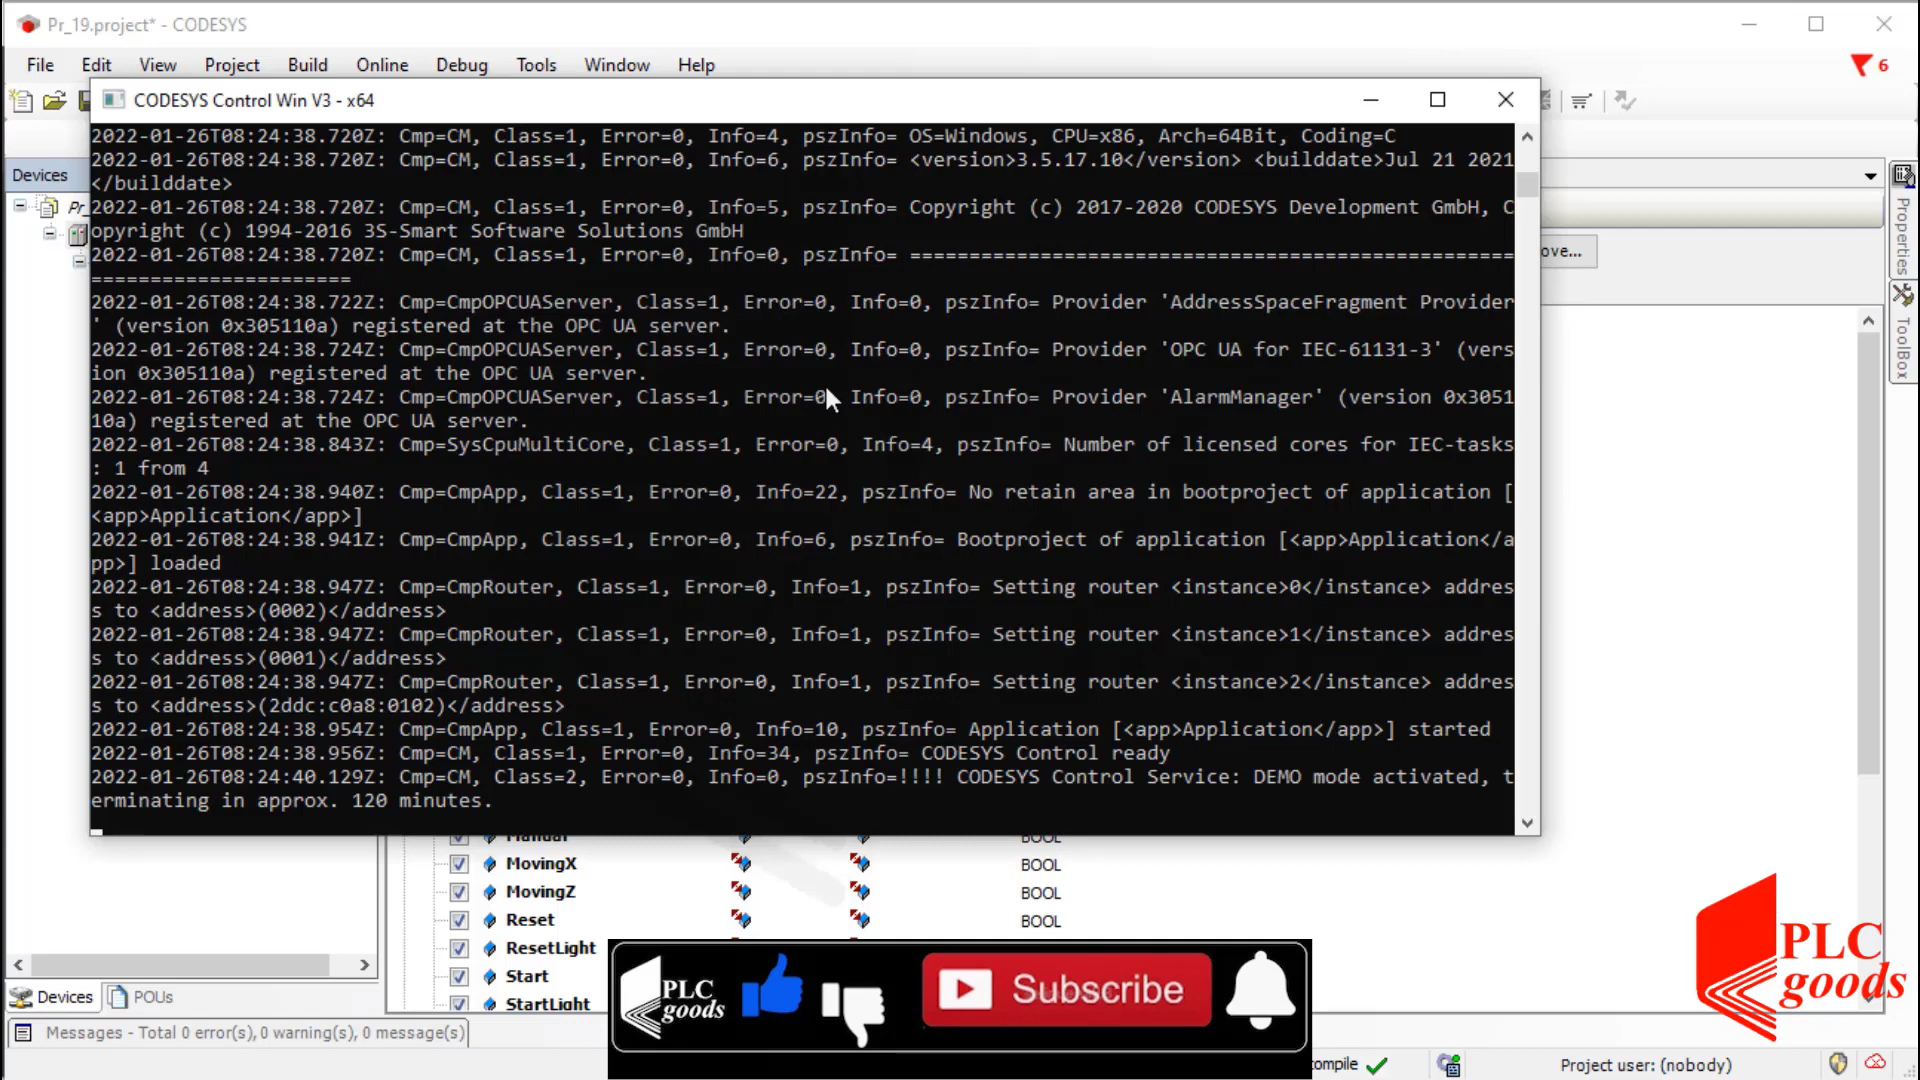 Pr_19.project* - CODESYS
File Edit View Project Build Online Debug Tools Window Help
6
CODESYS Control Win V3 - x64
2022-01-26T08:24:38.720Z: Cmp=CM, Class=1, Error=0, Info=4, pszInfo= OS=Windows, CPU=x86, Arch=64Bit, Coding=C
2022-01-26T08:24:38.720Z: Cmp=CM, Class=1, Error=0, Info=6, pszInfo= <version>3.5.17.10</version> <builddate>Jul 21 2021
</builddate>
2022-01-26T08:24:38.720Z: Cmp=CM, Class=1, Error=0, Info=5, pszInfo= Copyright (c) 2017-2020 CODESYS Development GmbH, C
opyright (c) 1994-2016 3S-Smart Software Solutions GmbH
2022-01-26T08:24:38.720Z: Cmp=CM, Class=1, Error=0, Info=0, pszInfo= ===================================================
======================
2022-01-26T08:24:38.722Z: Cmp=CmpOPCUAServer, Class=1, Error=0, Info=0, pszInfo= Provider 'AddressSpaceFragment Provider
' (version 0x305110a) registered at the OPC UA server.
2022-01-26T08:24:38.724Z: Cmp=CmpOPCUAServer, Class=1, Error=0, Info=0, pszInfo= Provider 'OPC UA for IEC-61131-3' (vers
ion 0x305110a) registered at the OPC UA server.
2022-01-26T08:24:38.724Z: Cmp=CmpOPCUAServer, Class=1, Error=0, Info=0, pszInfo= Provider 'AlarmManager' (version 0x3051
10a) registered at the OPC UA server.
2022-01-26T08:24:38.843Z: Cmp=SysCpuMultiCore, Class=1, Error=0, Info=4, pszInfo= Number of licensed cores for IEC-tasks
: 1 from 4
2022-01-26T08:24:38.940Z: Cmp=CmpApp, Class=1, Error=0, Info=22, pszInfo= No retain area in bootproject of application [
<app>Application</app>]
2022-01-26T08:24:38.941Z: Cmp=CmpApp, Class=1, Error=0, Info=6, pszInfo= Bootproject of application [<app>Application</a
pp>] loaded
2022-01-26T08:24:38.947Z: Cmp=CmpRouter, Class=1, Error=0, Info=1, pszInfo= Setting router <instance>0</instance> addres
s to <address>(0002)</address>
2022-01-26T08:24:38.947Z: Cmp=CmpRouter, Class=1, Error=0, Info=1, pszInfo= Setting router <instance>1</instance> addres
s to <address>(0001)</address>
2022-01-26T08:24:38.947Z: Cmp=CmpRouter, Class=1, Error=0, Info=1, pszInfo= Setting router <instance>2</instance> addres
s to <address>(2ddc:c0a8:0102)</address>
2022-01-26T08:24:38.954Z: Cmp=CmpApp, Class=1, Error=0, Info=10, pszInfo= Application [<app>Application</app>] started
2022-01-26T08:24:38.956Z: Cmp=CM, Class=1, Error=0, Info=34, pszInfo= CODESYS Control ready
2022-01-26T08:24:40.129Z: Cmp=CM, Class=2, Error=0, Info=0, pszInfo=!!!! CODESYS Control Service: DEMO mode activated, t
erminating in approx. 120 minutes.
Devices
Pr_
ove...
Properties
ToolBox
Manual BOOL
MovingX BOOL
MovingZ BOOL
Reset BOOL
ResetLight
Start
StartLight
Devices POUs
Messages - Total 0 error(s), 0 warning(s), 0 message(s)
PLC
goods
Subscribe
PLC
goods
ompile
Project user: (nobody)